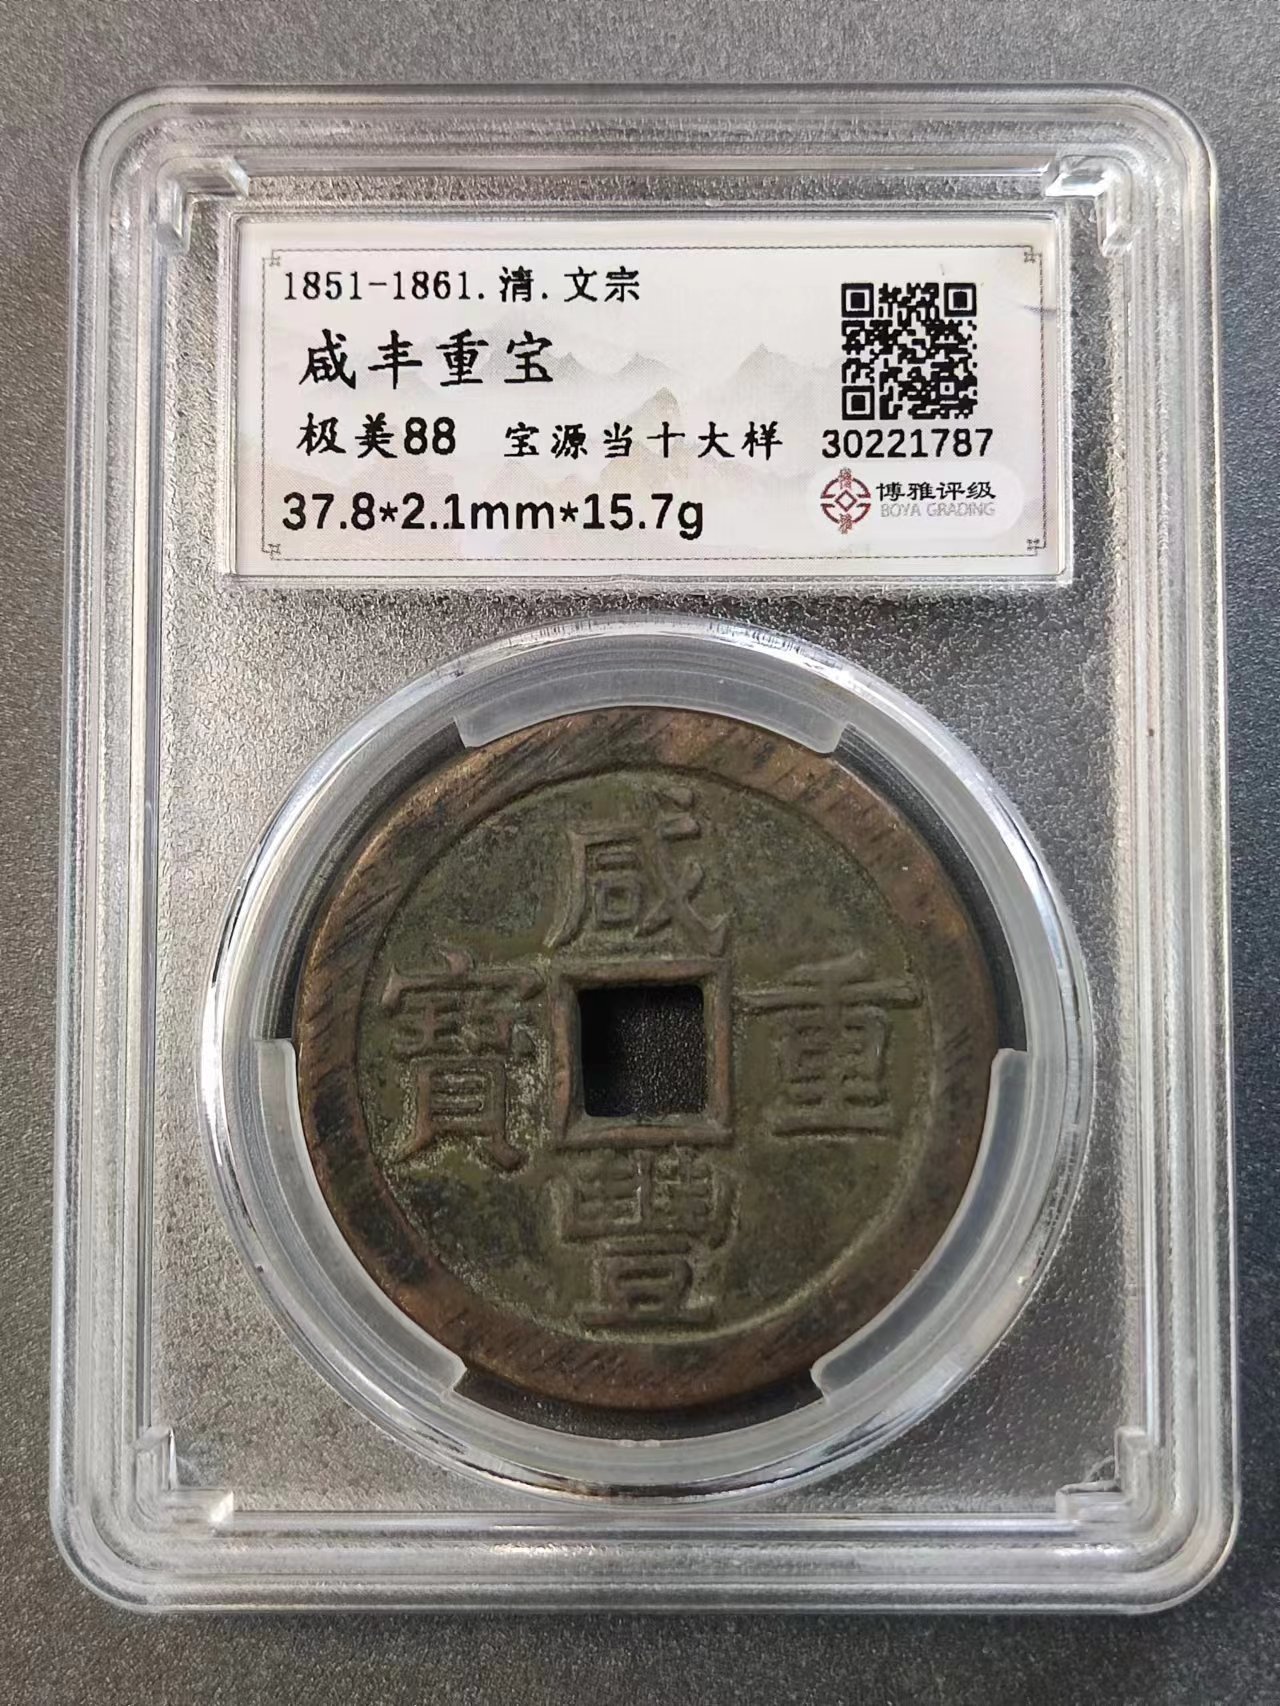 1851-1861.清.文宗
咸丰重宝
极美88 宝源当十大样
30221787
37.8*2.1mm*15.7g
博雅评级
BOYA GRADING
咸
寶 重
豐